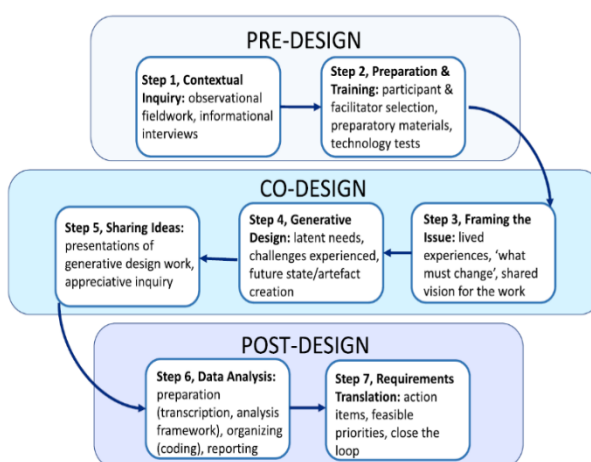 PRE-DESIGN
Step 1, Contextual
Inquiry: observational
fieldwork, informational
interviews
Step 2, Preparation &
Training: participant
& facilitator selection,
preparatory materials,
technology tests
CO-DESIGN
Step 3, Framing the
Issue: lived
experiences, ‘what
must change’, shared
vision for the work
Step 4, Generative
Design: latent needs,
challenges experienced,
future state/artefact
creation
Step 5, Sharing Ideas:
presentations of
generative design work,
appreciative inquiry
POST-DESIGN
Step 6, Data Analysis:
preparation
(transcription, analysis
framework), organizing
(coding), reporting
Step 7, Requirements
Translation: action
items, feasible
priorities, close the
loop